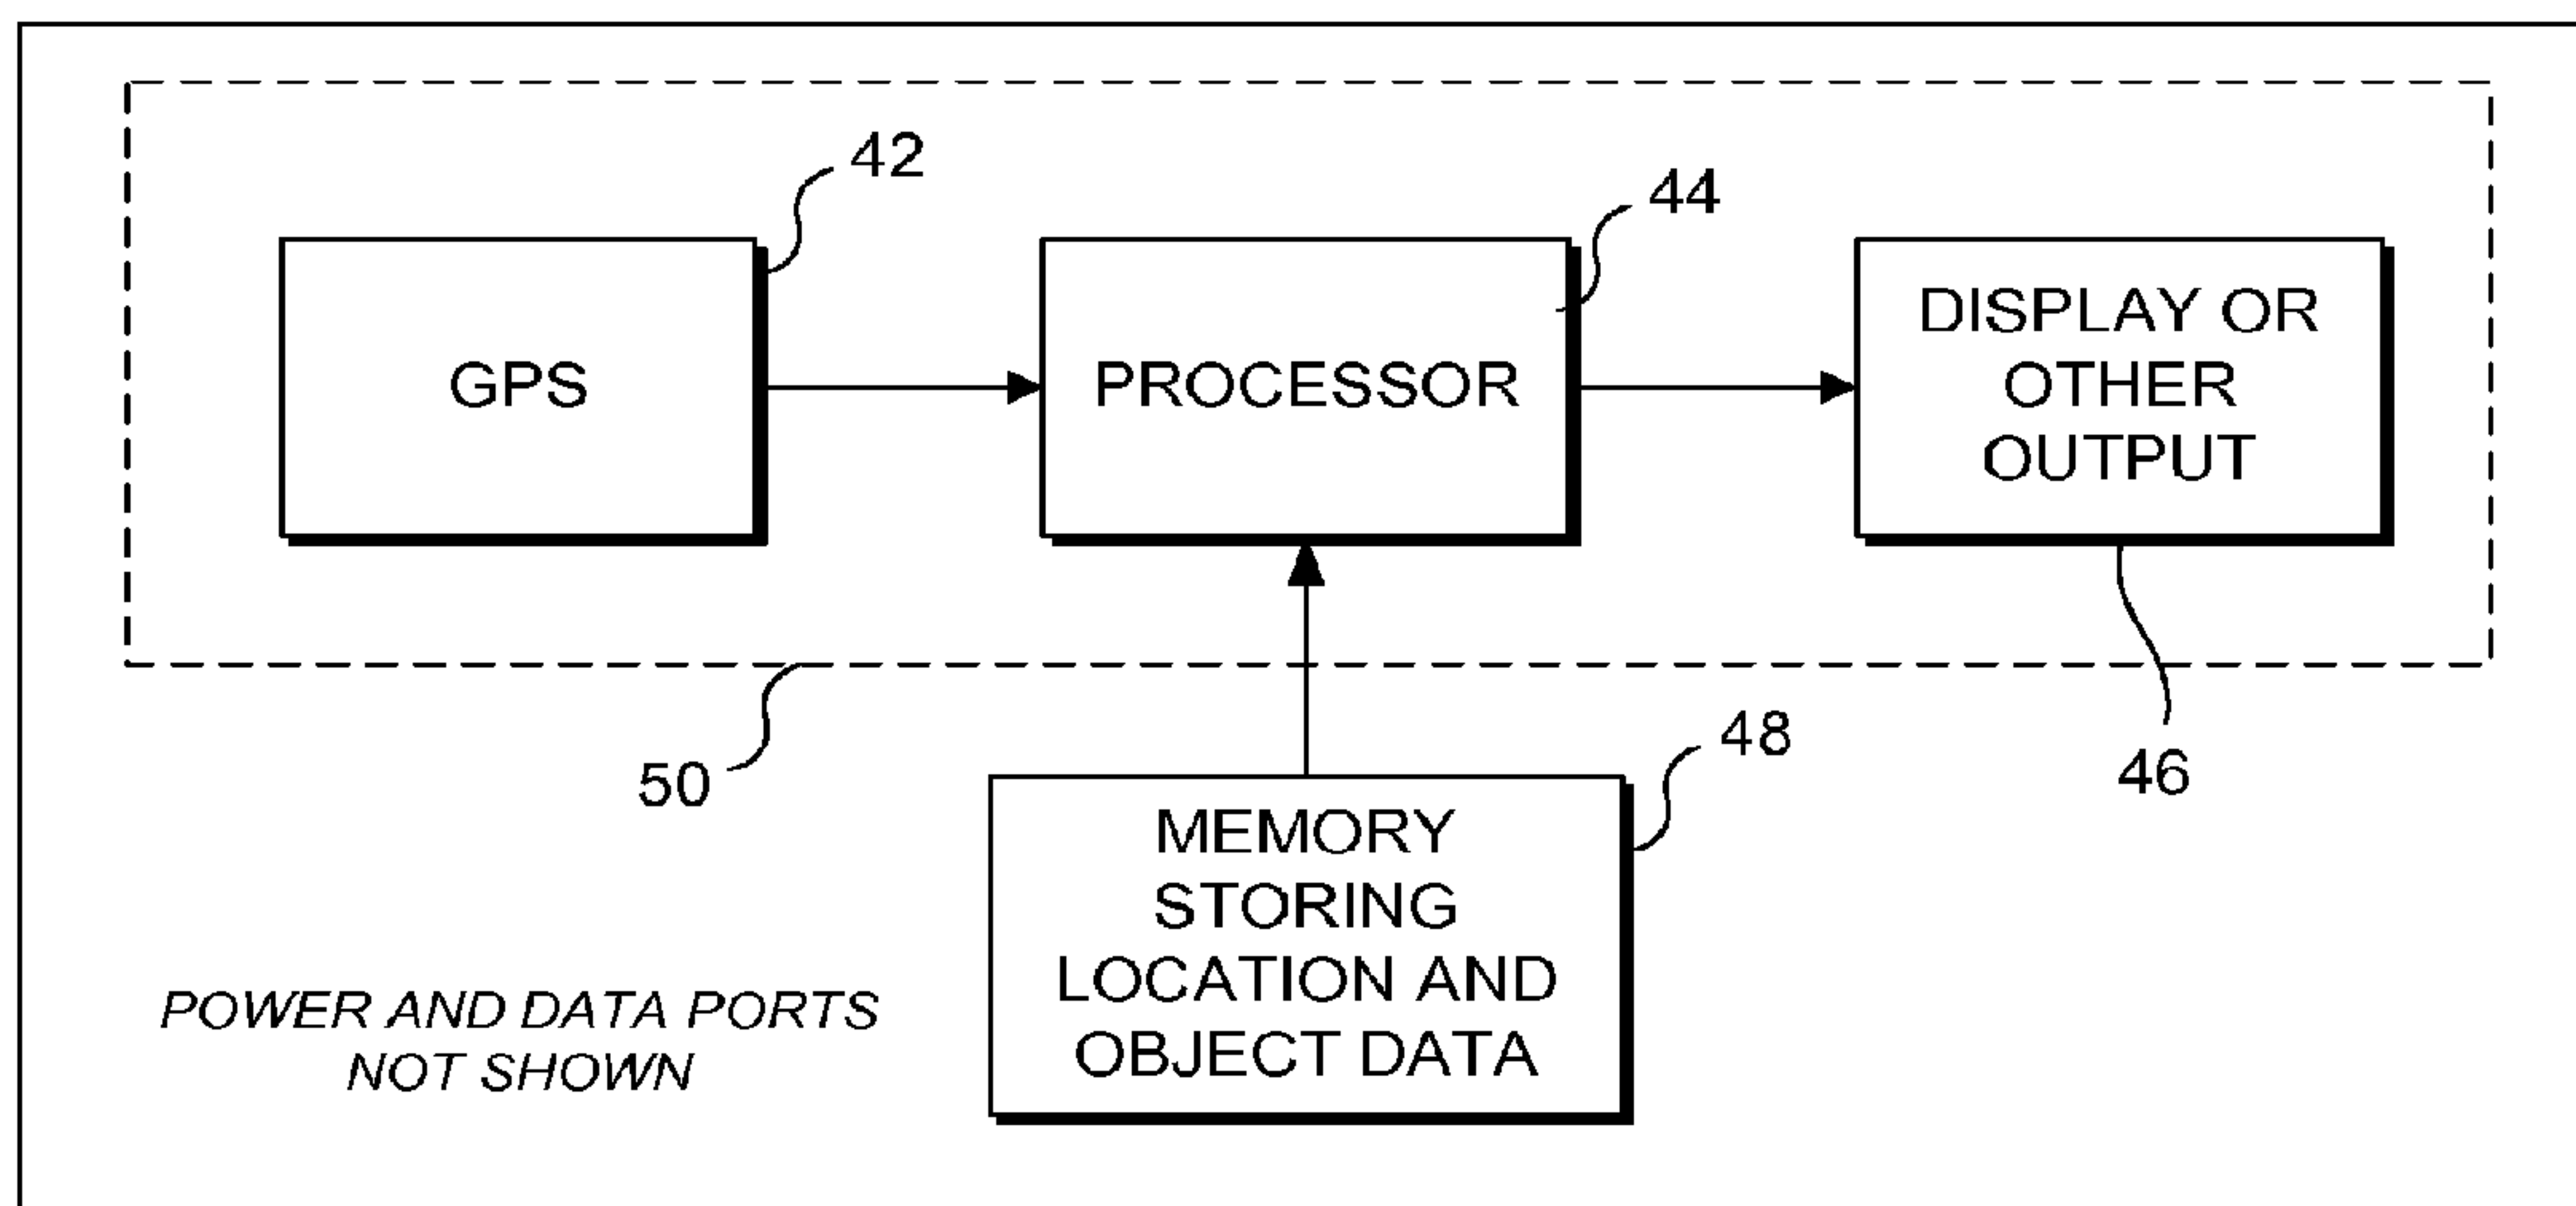 42
44
GPS
PROCESSOR
DISPLAY OR
OTHER
OUTPUT
50
48
46
MEMORY
STORING
LOCATION AND
OBJECT DATA
POWER AND DATA PORTS
NOT SHOWN